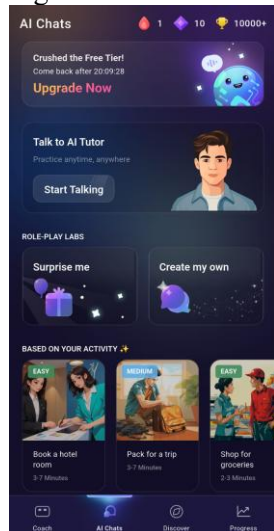 AI Chats 1 10 10000+
Crushed the Free Tier!
Come back after 20:09:28
Upgrade Now
Talk to AI Tutor
Practice anytime, anywhere
Start Talking
ROLE-PLAY LABS
Surprise me
Create my own
BASED ON YOUR ACTIVITY
EASY
Book a hotel
room
3-7 Minutes
MEDIUM
Pack for a trip
3-7 Minutes
EASY
Shop for
groceries
2-3 Minutes
Coach AI Chats Discover Progress